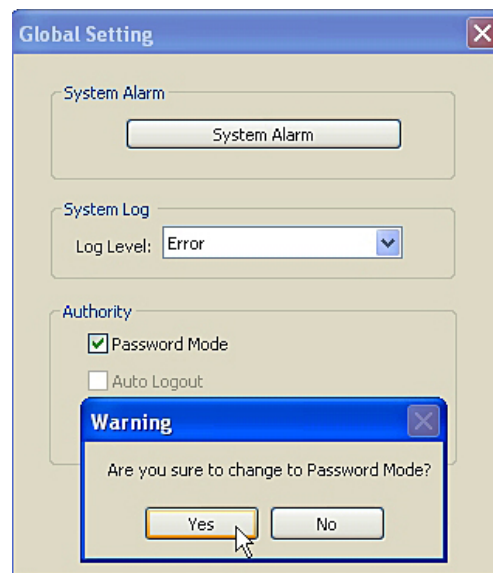 Global Setting
System Alarm
System Alarm
System Log
Log Level: Error
Authority
Password Mode
Auto Logout
Warning
Are you sure to change to Password Mode?
Yes No